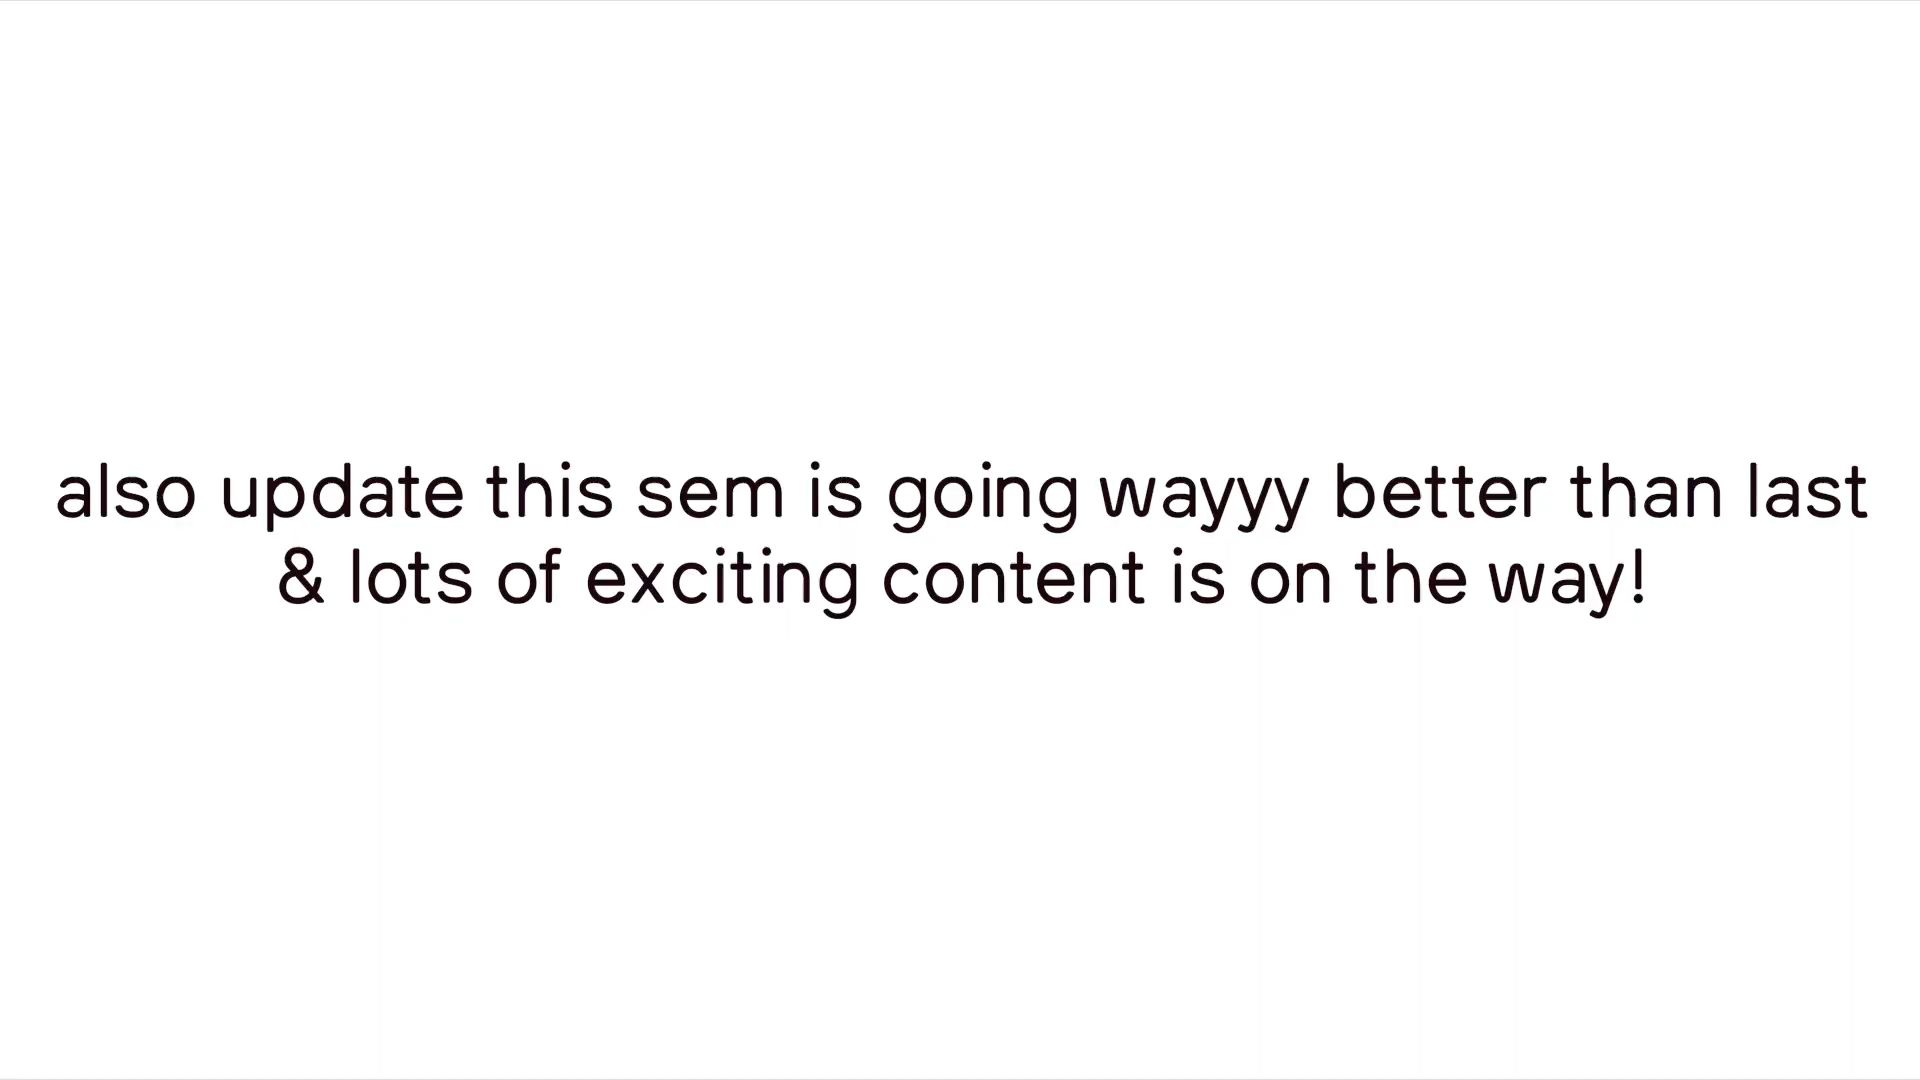 also update this sem is going wayyy better than last
& lots of exciting content is on the way!